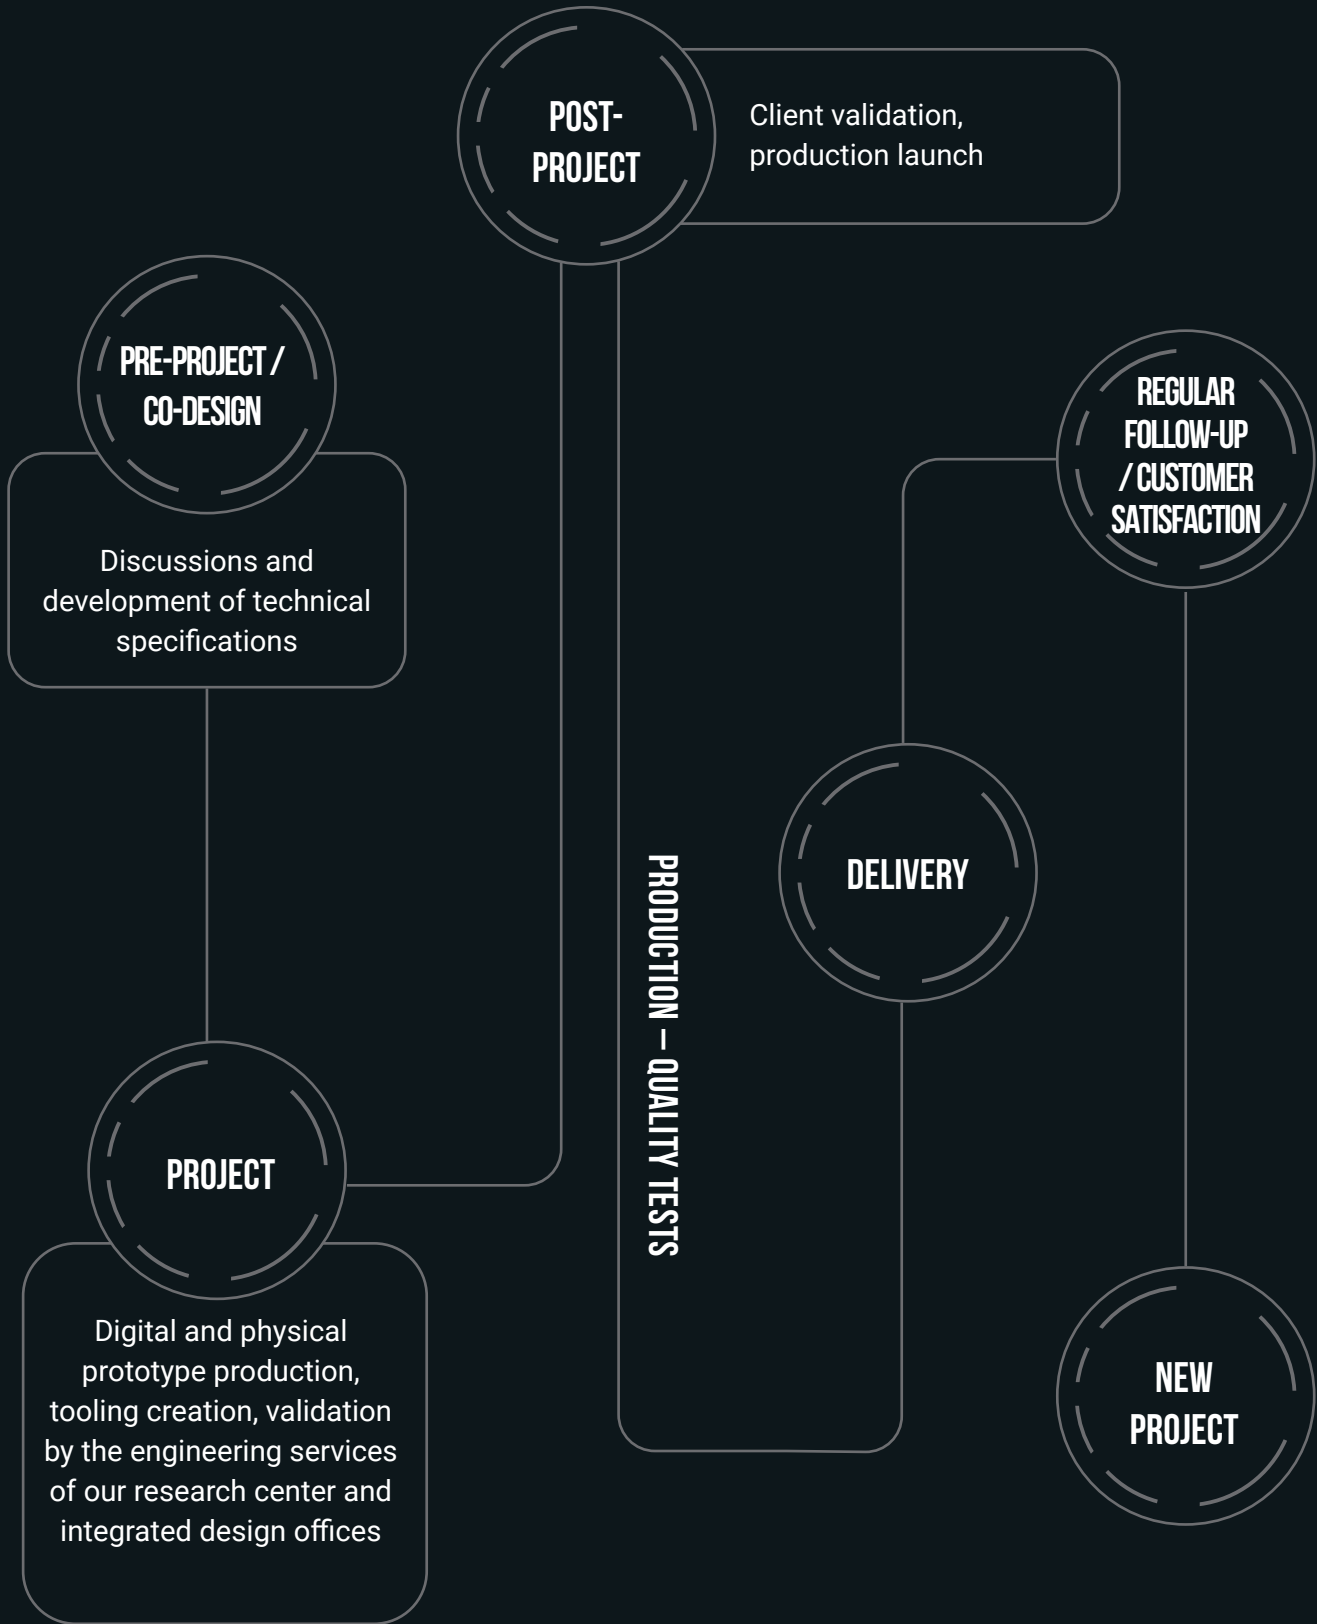 POST-
PROJECT
Client validation,
production launch
PRE-PROJECT /
CO-DESIGN
Discussions and
development of technical
specifications
REGULAR
FOLLOW-UP
/ CUSTOMER
SATISFACTION
DELIVERY
PRODUCTION – QUALITY TESTS
PROJECT
Digital and physical
prototype production,
tooling creation, validation
by the engineering services
of our research center and
integrated design offices
NEW
PROJECT